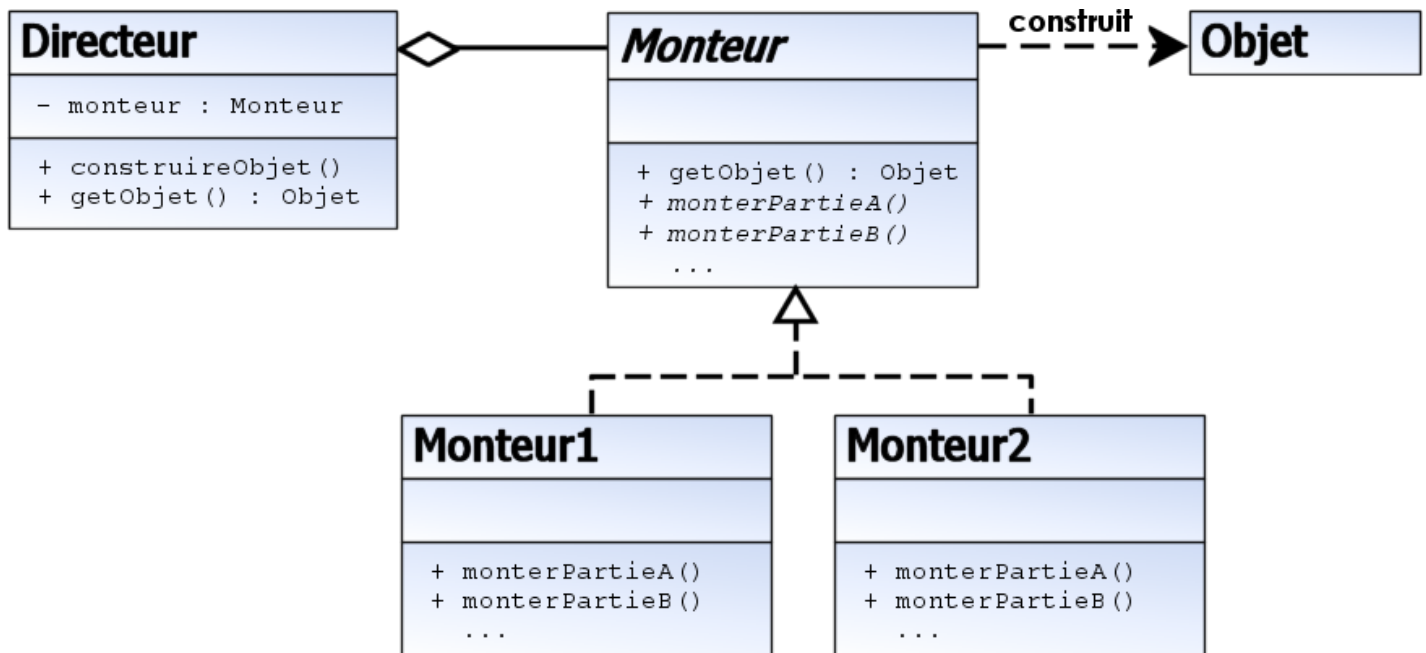 Directeur
- monteur : Monteur
+ construireObjet()
+ getObjet() : Objet
Monteur
+ getObjet() : Objet
+ monterPartieA()
+ monterPartieB()
...
construit
Objet
Monteur1
+ monterPartieA()
+ monterPartieB()
...
Monteur2
+ monterPartieA()
+ monterPartieB()
...